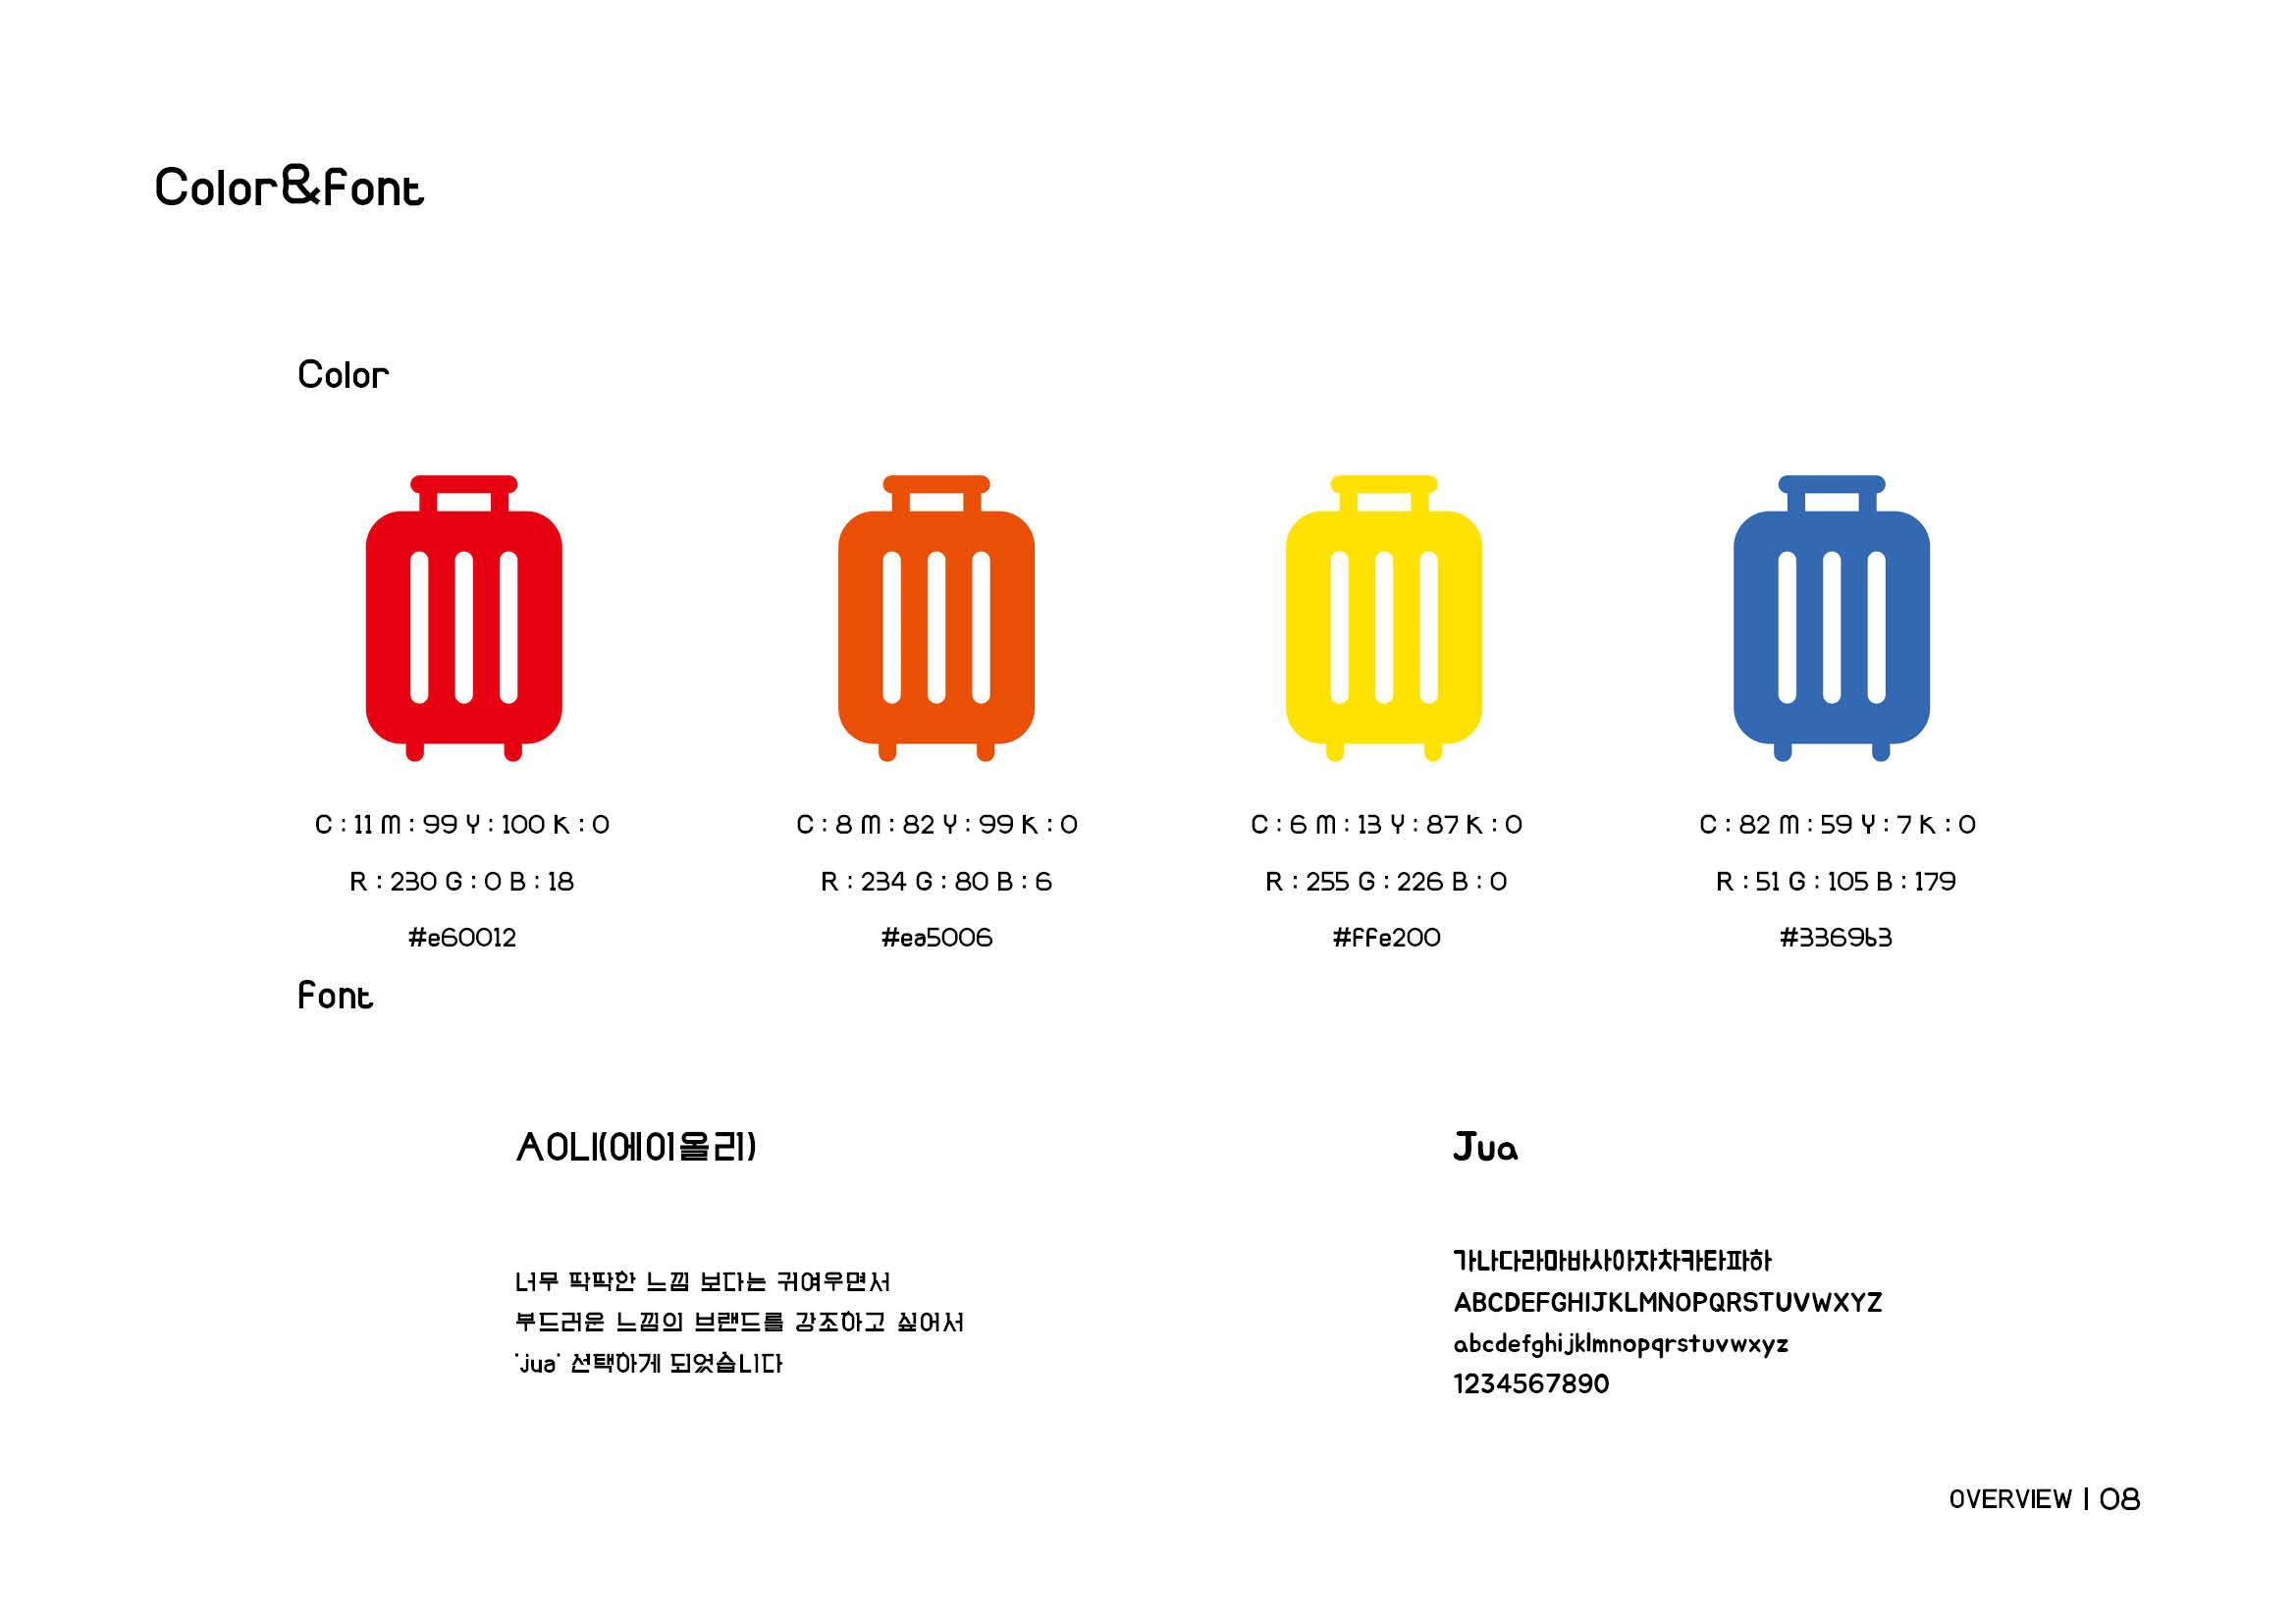 Color&font
Color
C : 11 M : 99 Y : 100 K : 0
R : 230 G : 0 B : 18
#e60012
C : 8 M : 82 Y : 99 K : 0
R : 234 G : 80 B : 6
#ea5006
C : 6 M : 13 Y : 87 K : 0
R : 255 G : 226 B : 0
#ffe200
C : 82 M : 59 Y : 7 K : 0
R : 51 G : 105 B : 179
#3369b3
font
AOLI(에이올리)
너무 딱딱한 느낌 보다는 귀여우면서
부드러운 느낌의 브랜드를 강조하고 싶어서
'jua' 선택하게 되었습니다
Jua
가나다라마바사아자차카타파하
ABCDEFGHIJKLMNOPQRSTUVWXYZ
abcdefghijklmnopqrstuvwxyz
1234567890
OVERVIEW | 08